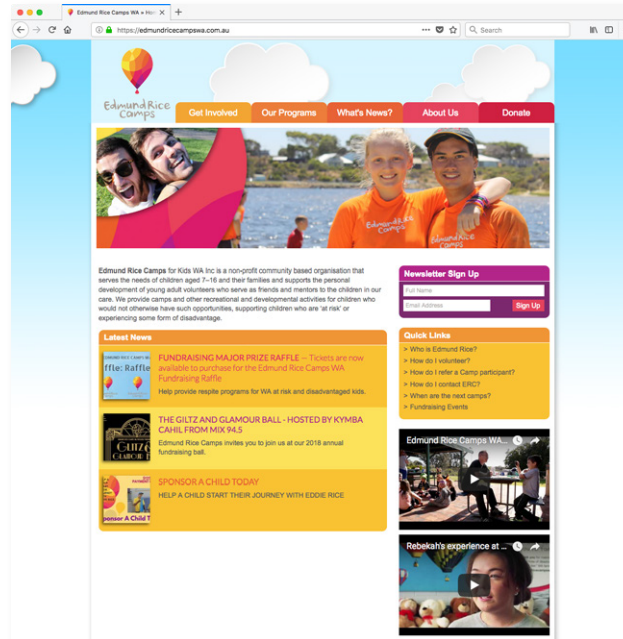 Edmund Rice Camps WA » Hom
https://edmundricecampswa.com.au
Search
Edmund Rice
Camps
Get Involved
Our Programs
What's News?
About Us
Donate
Edmund Rice
Camps
Edmund Rice Camps for Kids WA Inc is a non-profit community based organisation that
serves the needs of children aged 7–16 and their families and supports the personal
development of young adult volunteers who serve as friends and mentors to the children in our
care. We provide camps and other recreational and developmental activities for children who
would not otherwise have such opportunities, supporting children who are 'at risk' or
experiencing some form of disadvantage.
Latest News
FUNDRAISING MAJOR PRIZE RAFFLE – Tickets are now
available to purchase for the Edmund Rice Camps WA
Fundraising Raffle
Help provide respite programs for WA at risk and disadvantaged kids.
ffle: Raffle
THE GILTZ AND GLAMOUR BALL - HOSTED BY KYMBA
CAHIL FROM MIX 94.5
Edmund Rice Camps invites you to join us at our 2018 annual
fundraising ball.
GLITZ &
GLAMOUR B
SPONSOR A CHILD TODAY
HELP A CHILD START THEIR JOURNEY WITH EDDIE RICE
ponsor A Child T
Newsletter Sign Up
Full Name
Email Address
Sign Up
Quick Links
> Who is Edmund Rice?
> How do I volunteer?
> How do I refer a Camp participant?
> How do I contact ERC?
> When are the next camps?
> Fundraising Events
Edmund Rice Camps WA...
Rebekah's experience at ...